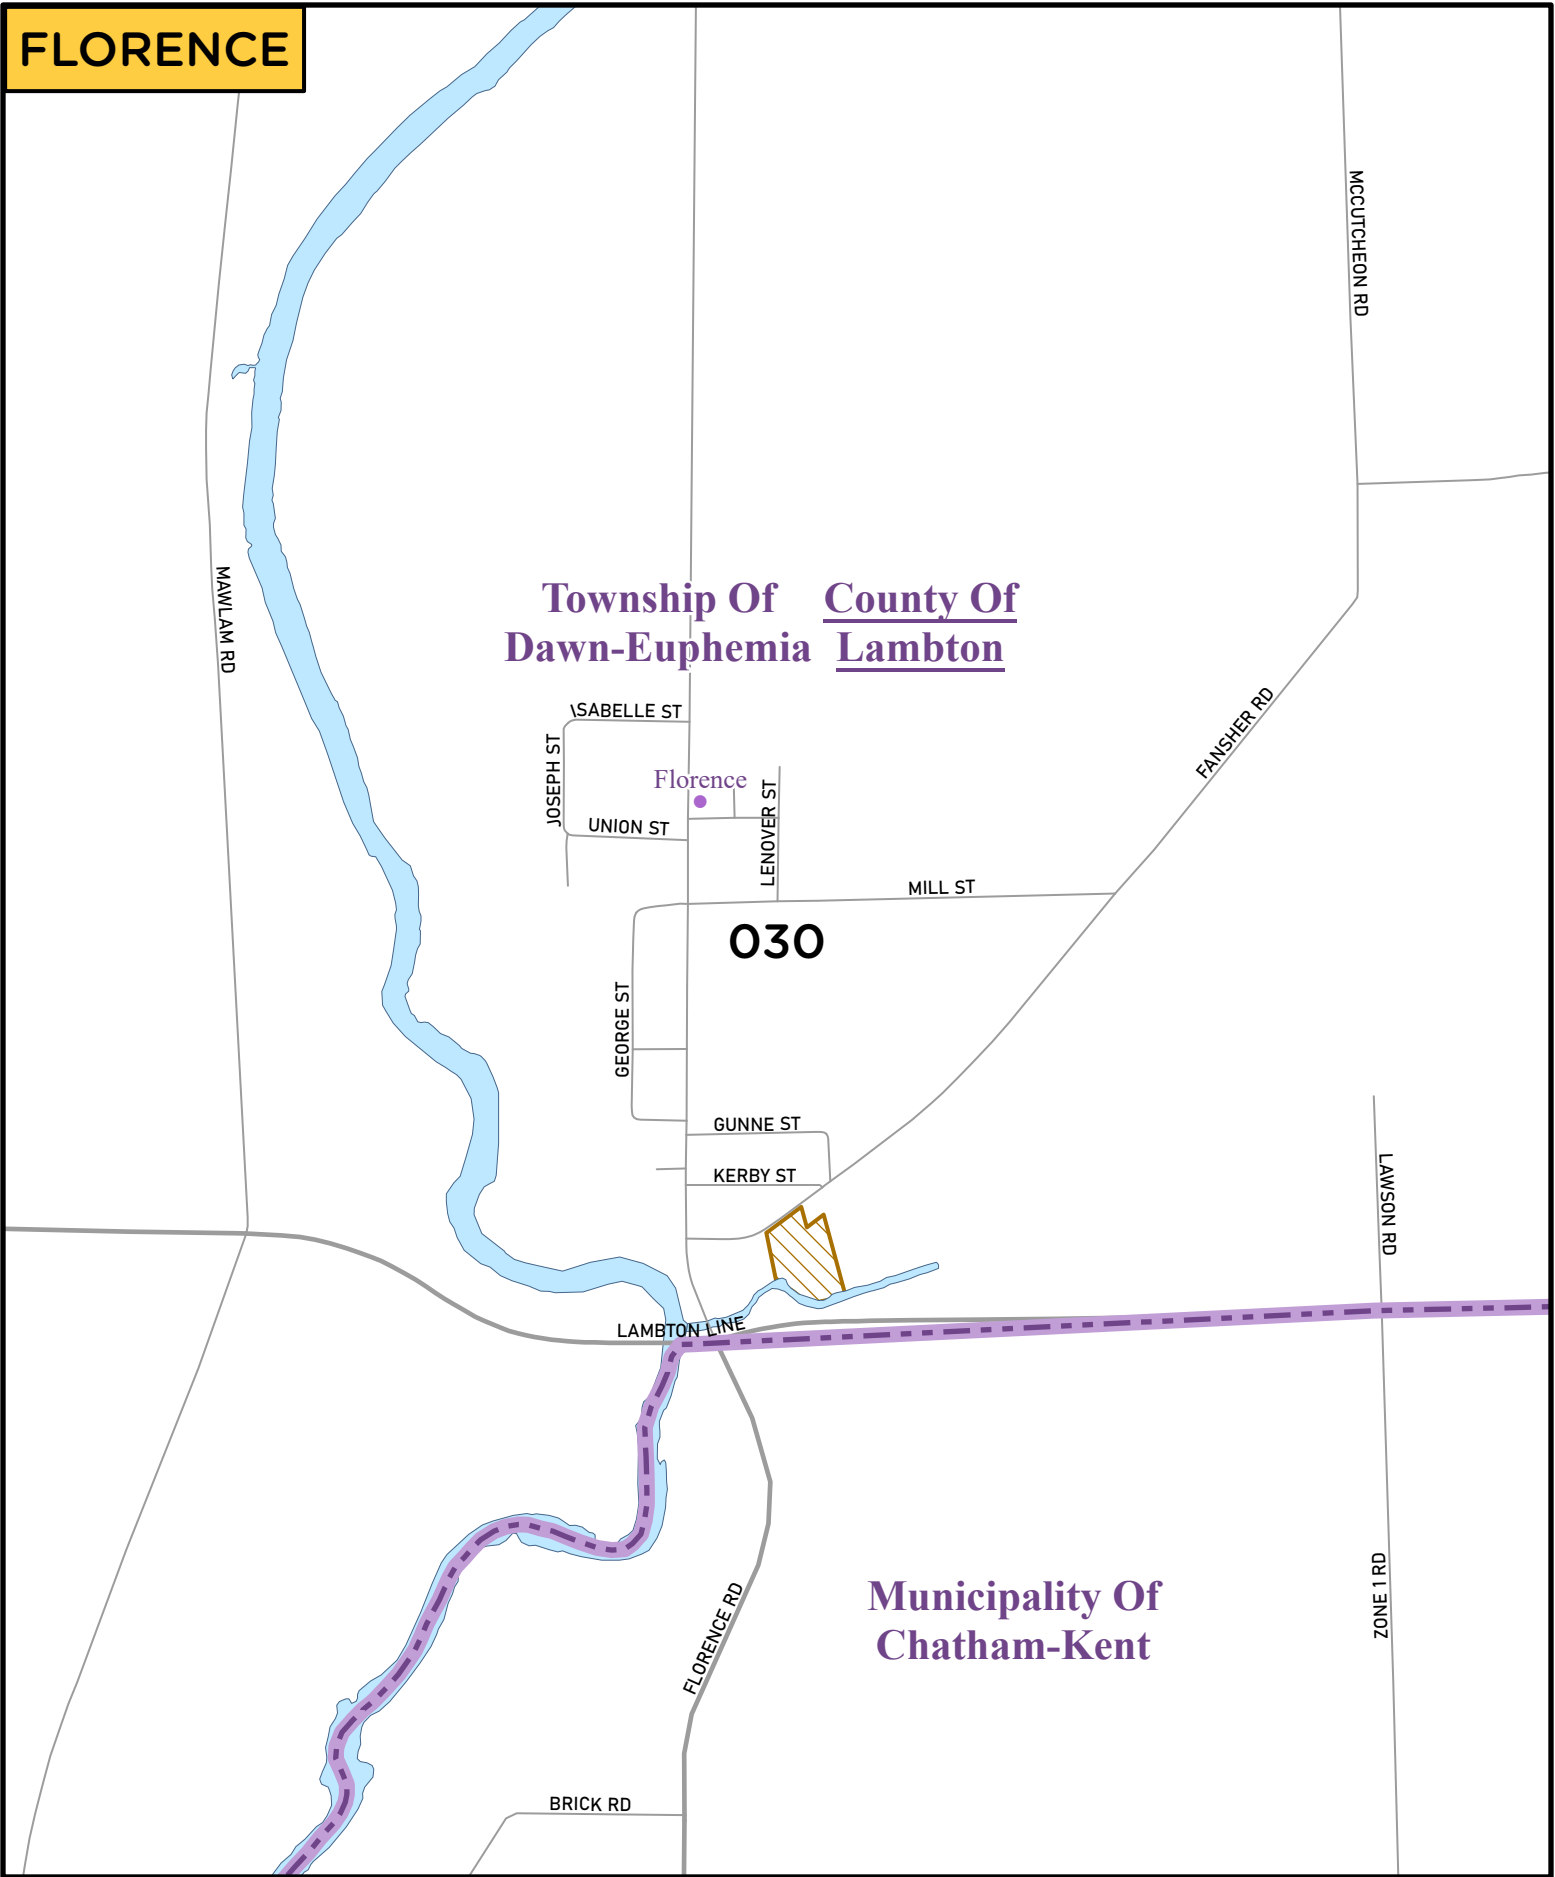 FLORENCE
MCCUTCHEON RD
MAWLAM RD
Township Of
Dawn-Euphemia
County Of
Lambton
\SABELLE ST
JOSEPH ST
Florence
UNION ST
LENOVER ST
FANSHER RD
MILL ST
030
GEORGE ST
GUNNE ST
KERBY ST
LAWSON RD
LAMBTON LINE
FLORENCE RD
Municipality Of
Chatham-Kent
ZONE 1 RD
BRICK RD